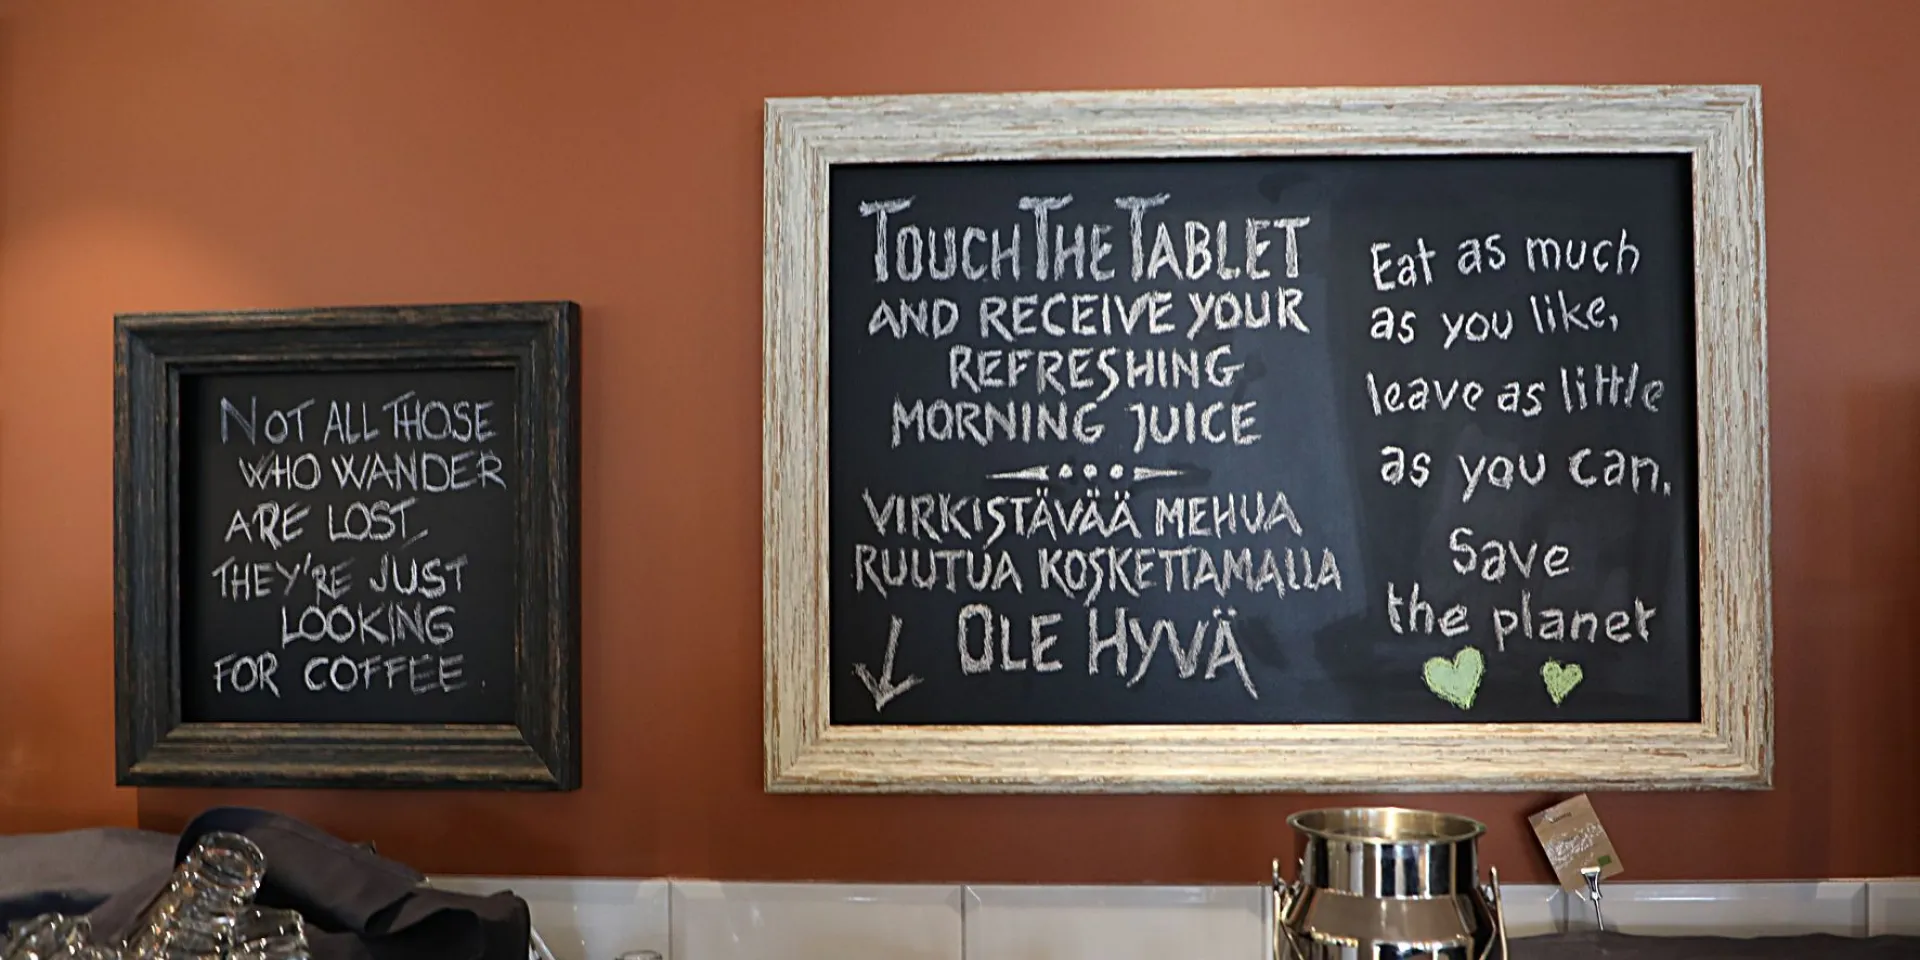 NOT ALL THOSE
WHO WANDER
ARE LOST,
THEY'RE JUST
LOOKING
FOR COFFEE.
TOUCH THE TABLET
AND RECEIVE YOUR
REFRESHING
MORNING JUICE
VIRKISTÄVÄÄ MEHUA
RUUTUA KOSKETTAMALLA
OLE HYVÄ
Eat as much
as you like,
leave as little
as you can.
Save
the planet